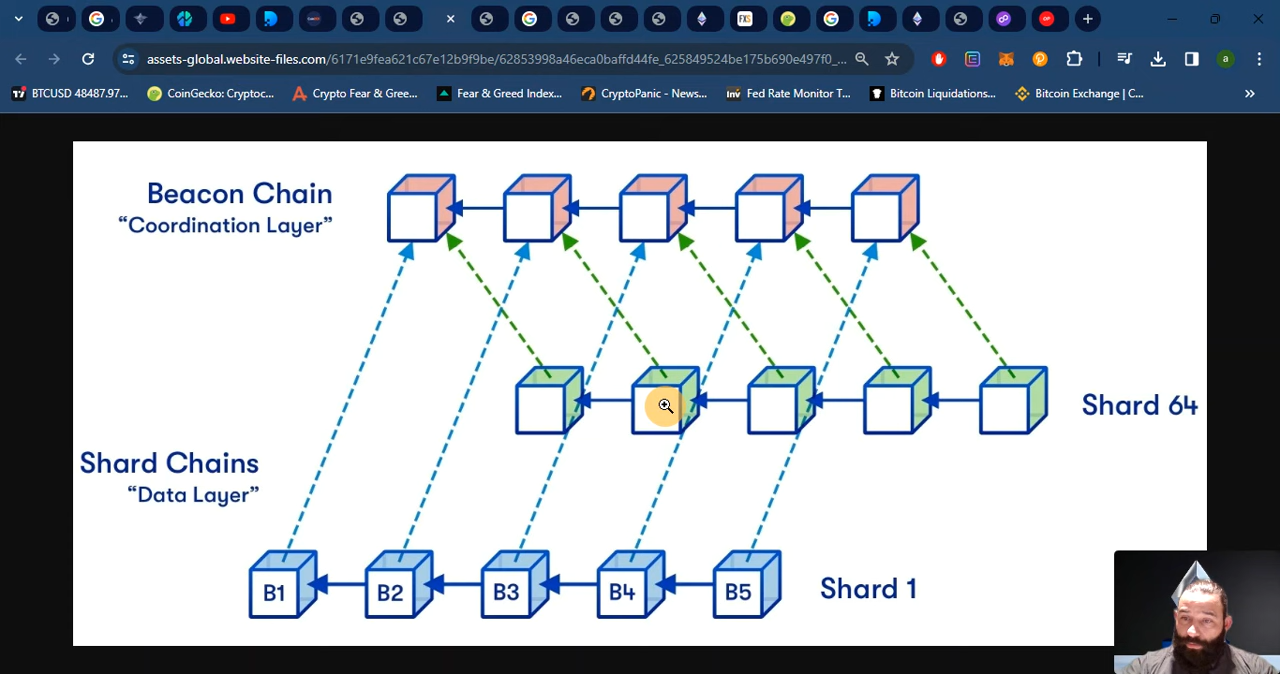 assets-global.website-files.com/6171e9fea621c67e12b9f9be/62853998a46eca0baffd44fe_625849524be175b690e497f0_...
a
BTCUSD 48487.97...
CoinGecko: Cryptoc...
Crypto Fear & Gree...
Fear & Greed Index...
CryptoPanic - News...
Inv
Fed Rate Monitor T...
Bitcoin Liquidations...
Bitcoin Exchange | C...
Beacon Chain
“Coordination Layer”
Shard 64
Shard Chains
“Data Layer”
B1
B2
B3
B4
B5
Shard 1